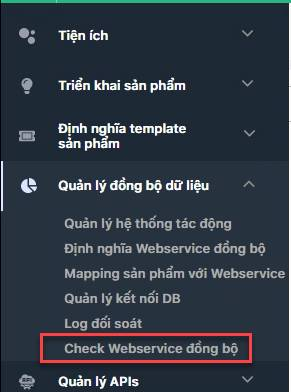 Tiện ích
Triển khai sản phẩm
Định nghĩa template
sản phẩm
Quản lý đồng bộ dữ liệu
Quản lý hệ thống tác động
Định nghĩa Webservice đồng bộ
Mapping sản phẩm với Webservice
Quản lý kết nối DB
Log đối soát
Check Webservice đồng bộ
Quản lý APIs